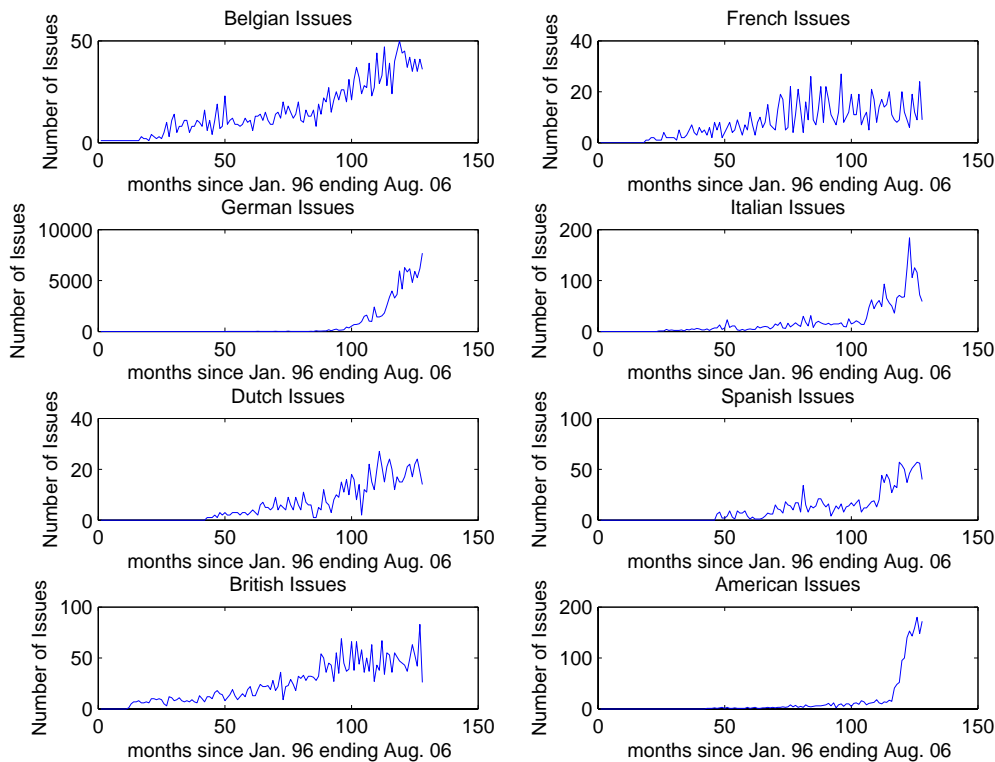 Belgian Issues
Number of Issues
50
0
0
50
100
150
months since Jan. 96 ending Aug. 06
French Issues
Number of Issues
40
20
0
0
50
100
150
months since Jan. 96 ending Aug. 06
German Issues
Number of Issues
10000
5000
0
0
50
100
150
months since Jan. 96 ending Aug. 06
Italian Issues
Number of Issues
200
100
0
0
50
100
150
months since Jan. 96 ending Aug. 06
Dutch Issues
Number of Issues
40
20
0
0
50
100
150
months since Jan. 96 ending Aug. 06
Spanish Issues
Number of Issues
100
50
0
0
50
100
150
months since Jan. 96 ending Aug. 06
British Issues
Number of Issues
100
50
0
0
50
100
150
months since Jan. 96 ending Aug. 06
American Issues
Number of Issues
200
100
0
0
50
100
150
months since Jan. 96 ending Aug. 06